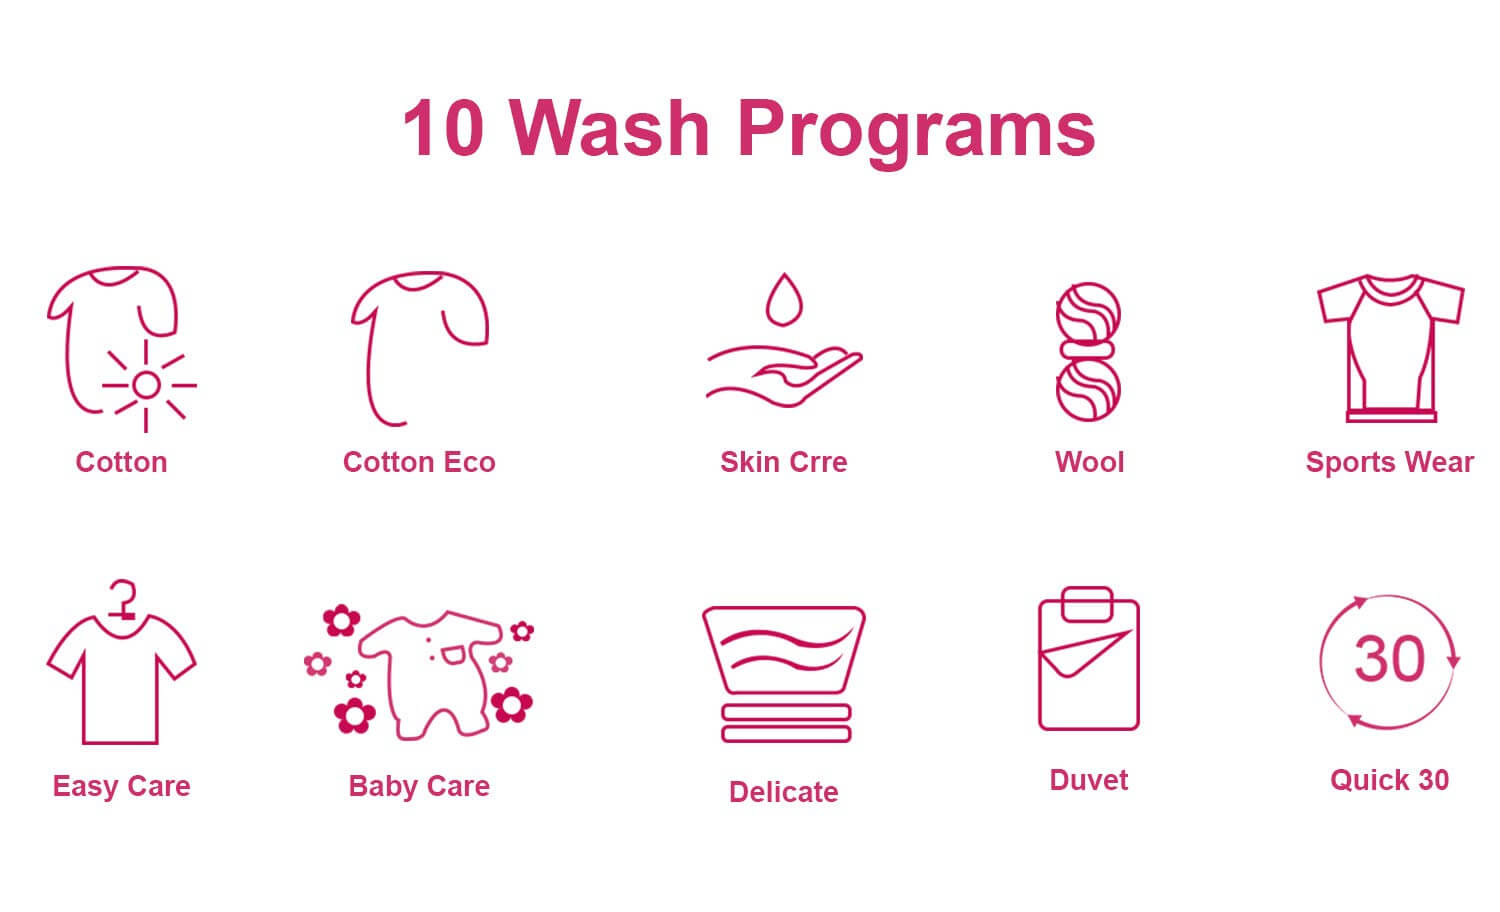 10 Wash Programs
Cotton
Cotton Eco
Skin Crre
Wool
Sports Wear
30
Easy Care
Baby Care
Delicate
Duvet
Quick 30